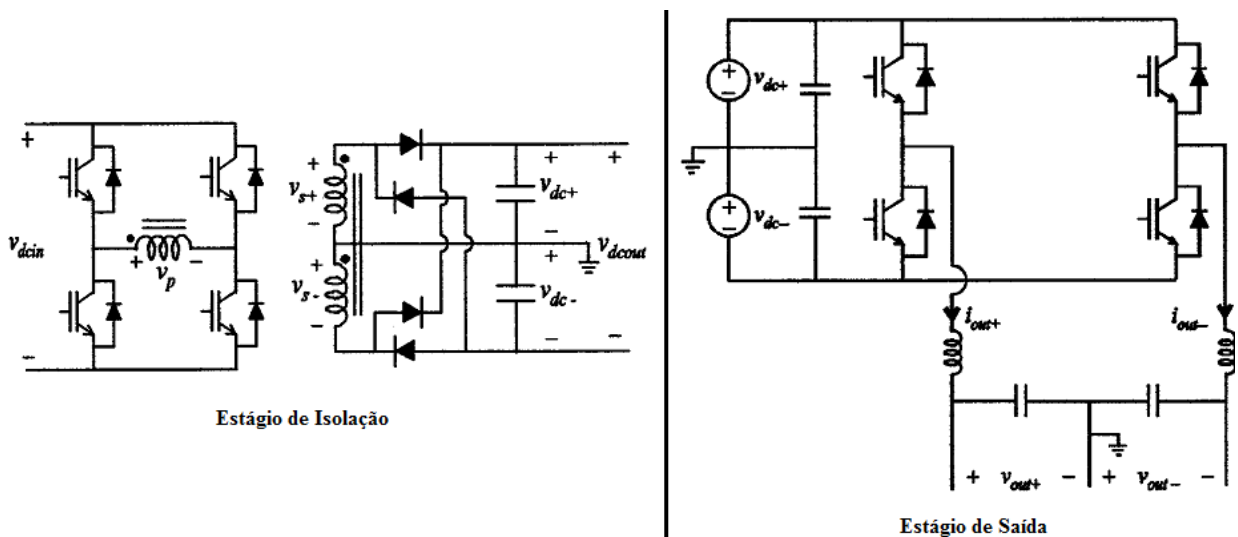 +
v_dcin
−
+ v_p −
+
v_s+
−
+
v_s-
−
+
v_dc+
−
+
v_dc -
−
+
v_dcout
−
Estágio de Isolação
+
−
v_dc+
+
−
v_dc−
i_out+
i_out−
+ v_out+ − + v_out− −
Estágio de Saída